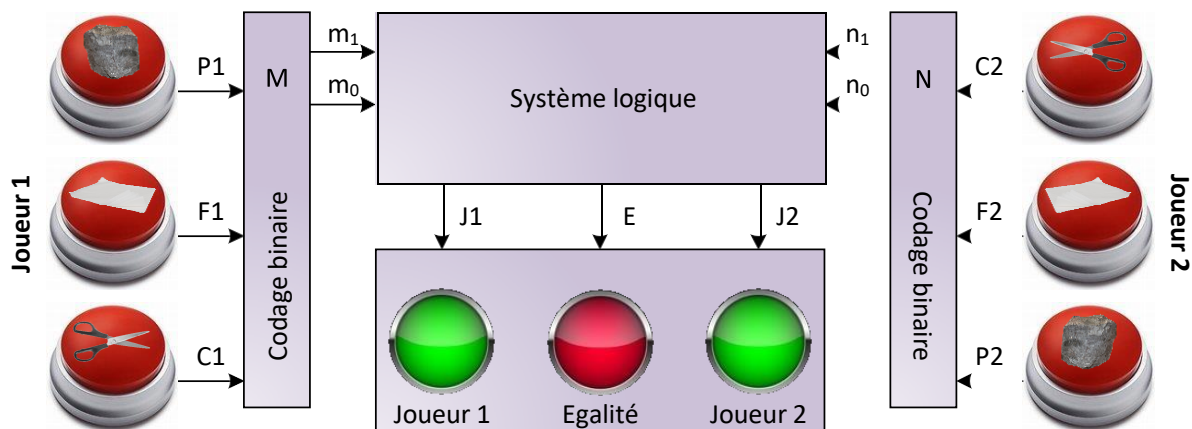 Joueur 1
P1
F1
C1
M
Codage binaire
m1
m0
Système logique
n1
n0
N
Codage binaire
C2
F2
P2
Joueur 2
J1
E
J2
Joueur 1
Egalité
Joueur 2